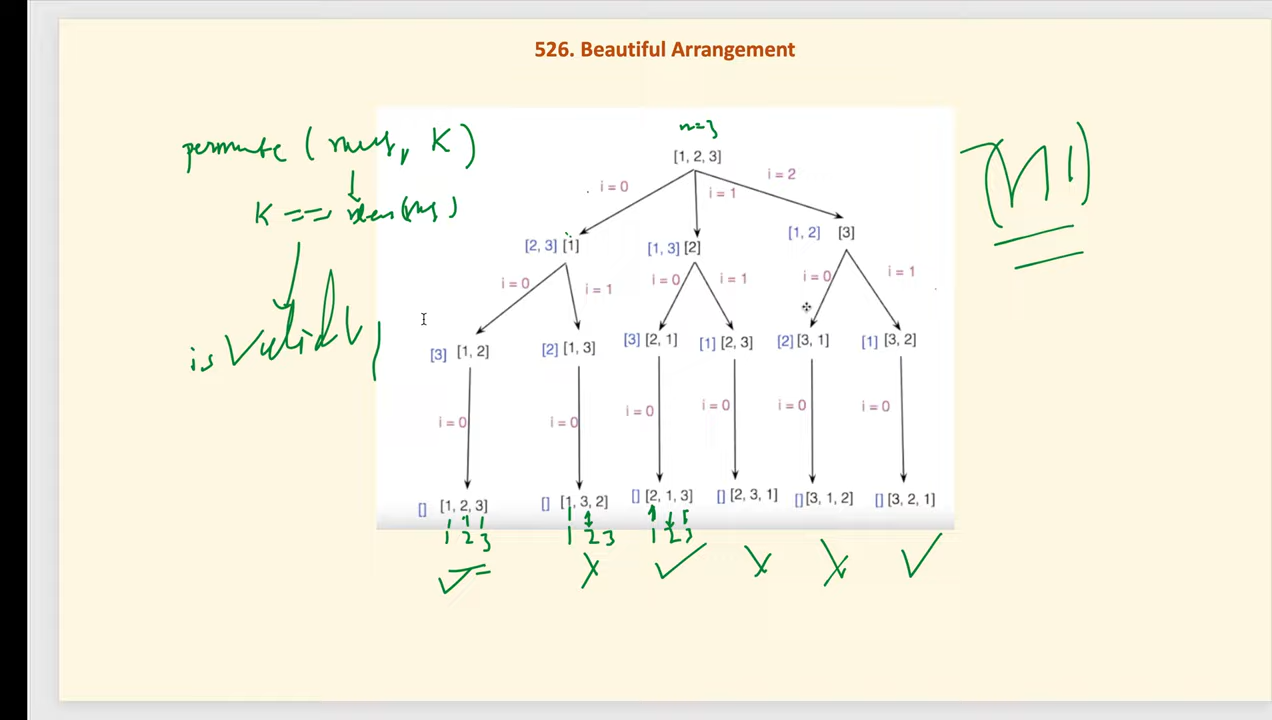 526. Beautiful Arrangement
permute ( nums, K )
K == len(nums)
isValid
n=3
[1, 2, 3]
i = 0 i = 1 i = 2
[2, 3] [1] [1, 3] [2] [1, 2] [3]
i = 0 i = 1 i = 0 i = 1 i = 0 i = 1
[3] [1, 2] [2] [1, 3] [3] [2, 1] [1] [2, 3] [2] [3, 1] [1] [3, 2]
i = 0 i = 0 i = 0 i = 0 i = 0 i = 0
[] [1, 2, 3] [] [1, 3, 2] [] [2, 1, 3] [] [2, 3, 1] [] [3, 1, 2] [] [3, 2, 1]
1 2 3 1 2 3 1 2 3